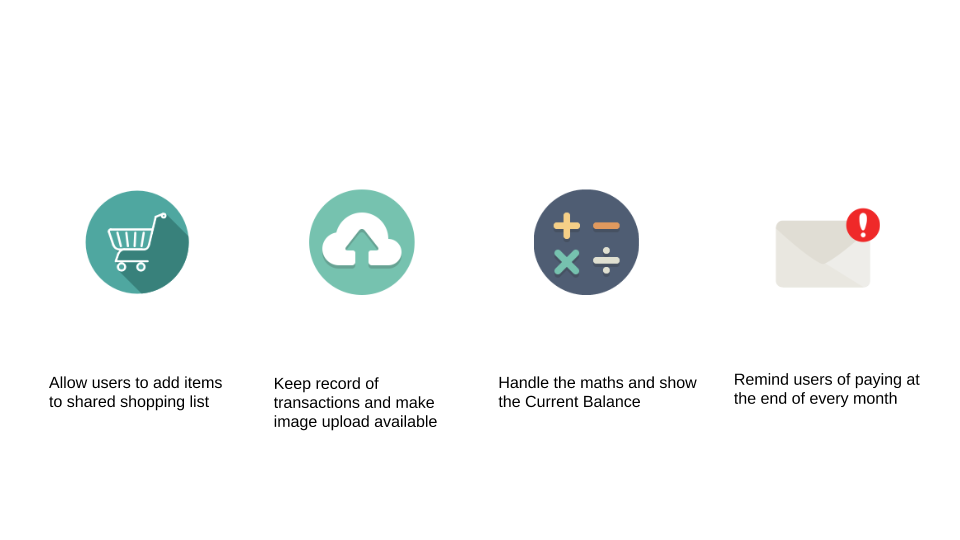 Allow users to add items
to shared shopping list
Keep record of
transactions and make
image upload available
Handle the maths and show
the Current Balance
Remind users of paying at
the end of every month